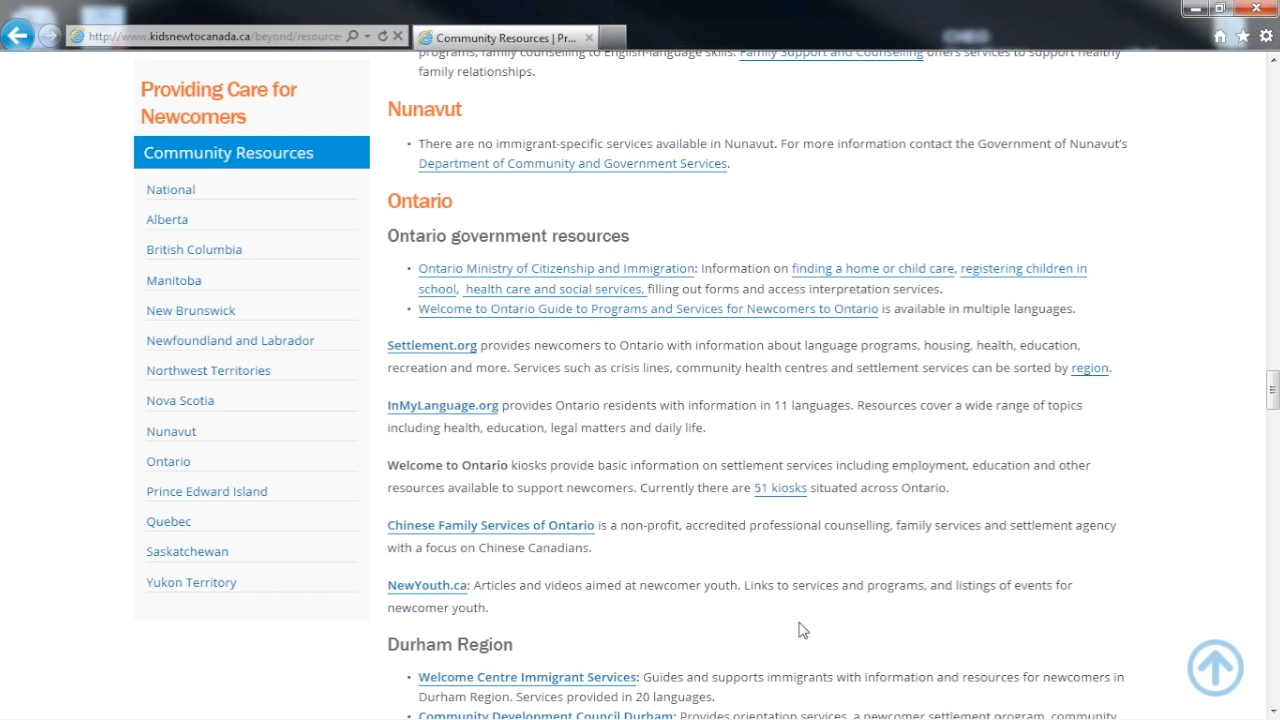 http://www.kidsnewtocanada.ca/beyond/resource
Community Resources | Pr...
programs, family counselling to English-language skills. Family Support and Counselling offers services to support healthy
family relationships.
Providing Care for
Newcomers
Community Resources
National
Alberta
British Columbia
Manitoba
New Brunswick
Newfoundland and Labrador
Northwest Territories
Nova Scotia
Nunavut
Ontario
Prince Edward Island
Quebec
Saskatchewan
Yukon Territory
Nunavut
• There are no immigrant-specific services available in Nunavut. For more information contact the Government of Nunavut's
Department of Community and Government Services.
Ontario
Ontario government resources
• Ontario Ministry of Citizenship and Immigration: Information on finding a home or child care, registering children in
school, health care and social services, filling out forms and access interpretation services.
• Welcome to Ontario Guide to Programs and Services for Newcomers to Ontario is available in multiple languages.
Settlement.org provides newcomers to Ontario with information about language programs, housing, health, education,
recreation and more. Services such as crisis lines, community health centres and settlement services can be sorted by region.
InMyLanguage.org provides Ontario residents with information in 11 languages. Resources cover a wide range of topics
including health, education, legal matters and daily life.
Welcome to Ontario kiosks provide basic information on settlement services including employment, education and other
resources available to support newcomers. Currently there are 51 kiosks situated across Ontario.
Chinese Family Services of Ontario is a non-profit, accredited professional counselling, family services and settlement agency
with a focus on Chinese Canadians.
NewYouth.ca: Articles and videos aimed at newcomer youth. Links to services and programs, and listings of events for
newcomer youth.
Durham Region
• Welcome Centre Immigrant Services: Guides and supports immigrants with information and resources for newcomers in
Durham Region. Services provided in 20 languages.
• Community Development Council Durham: Provides orientation services, a newcomer settlement program, community